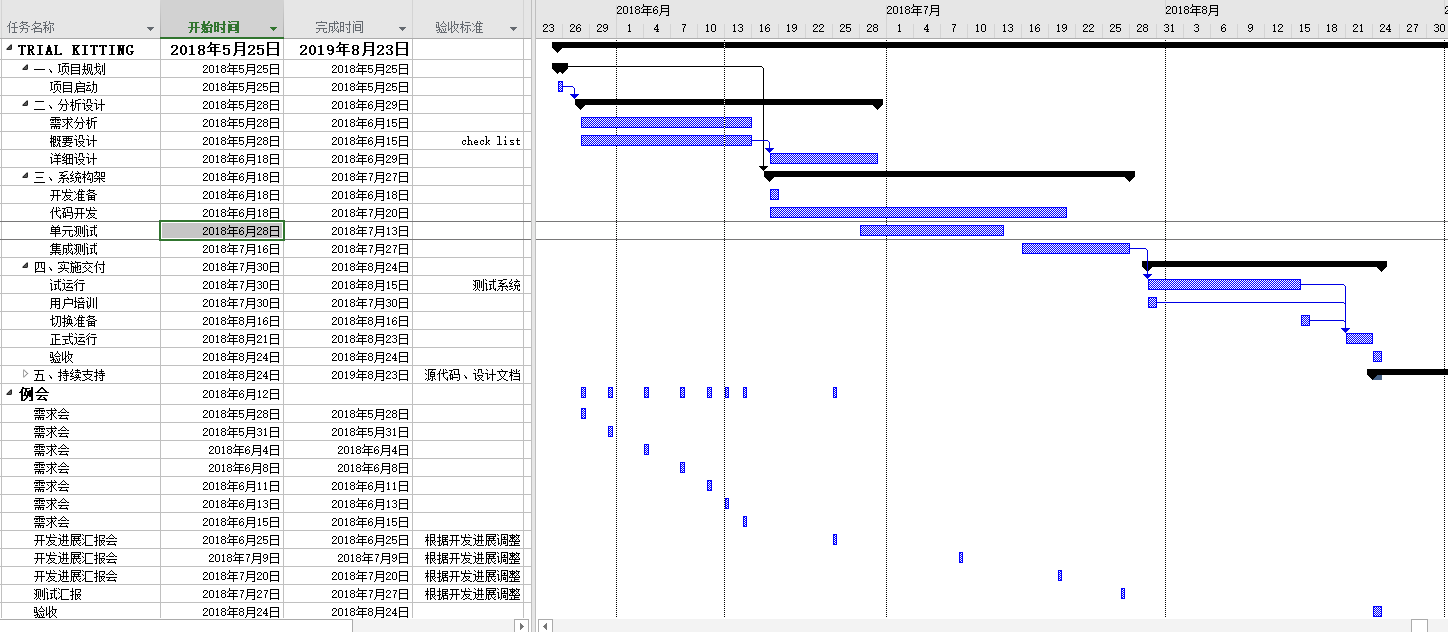 2018年6月 2018年7月 2018年8月 2
任务名称 开始时间 完成时间 验收标准 23 26 29 1 4 7 10 13 16 19 22 25 28 1 4 7 10 13 16 19 22 25 28 31 3 6 9 12 15 18 21 24 27 30
TRIAL KITTING 2018年5月25日 2019年8月23日
一、项目规划 2018年5月25日 2018年5月25日
项目启动 2018年5月25日 2018年5月25日
二、分析设计 2018年5月28日 2018年6月29日
需求分析 2018年5月28日 2018年6月15日
概要设计 2018年5月28日 2018年6月15日 check list
详细设计 2018年6月18日 2018年6月29日
三、系统构架 2018年6月18日 2018年7月27日
开发准备 2018年6月18日 2018年6月18日
代码开发 2018年6月18日 2018年7月20日
单元测试 2018年6月28日 2018年7月13日
集成测试 2018年7月16日 2018年7月27日
四、实施交付 2018年7月30日 2018年8月24日
试运行 2018年7月30日 2018年8月15日 测试系统
用户培训 2018年7月30日 2018年7月30日
切换准备 2018年8月16日 2018年8月16日
正式运行 2018年8月21日 2018年8月23日
验收 2018年8月24日 2018年8月24日
五、持续支持 2018年8月24日 2019年8月23日 源代码、设计文档
例会 2018年6月12日
需求会 2018年5月28日 2018年5月28日
需求会 2018年5月31日 2018年5月31日
需求会 2018年6月4日 2018年6月4日
需求会 2018年6月8日 2018年6月8日
需求会 2018年6月11日 2018年6月11日
需求会 2018年6月13日 2018年6月13日
需求会 2018年6月15日 2018年6月15日
开发进展汇报会 2018年6月25日 2018年6月25日 根据开发进展调整
开发进展汇报会 2018年7月9日 2018年7月9日 根据开发进展调整
开发进展汇报会 2018年7月20日 2018年7月20日 根据开发进展调整
测试汇报 2018年7月27日 2018年7月27日 根据开发进展调整
验收 2018年8月24日 2018年8月24日